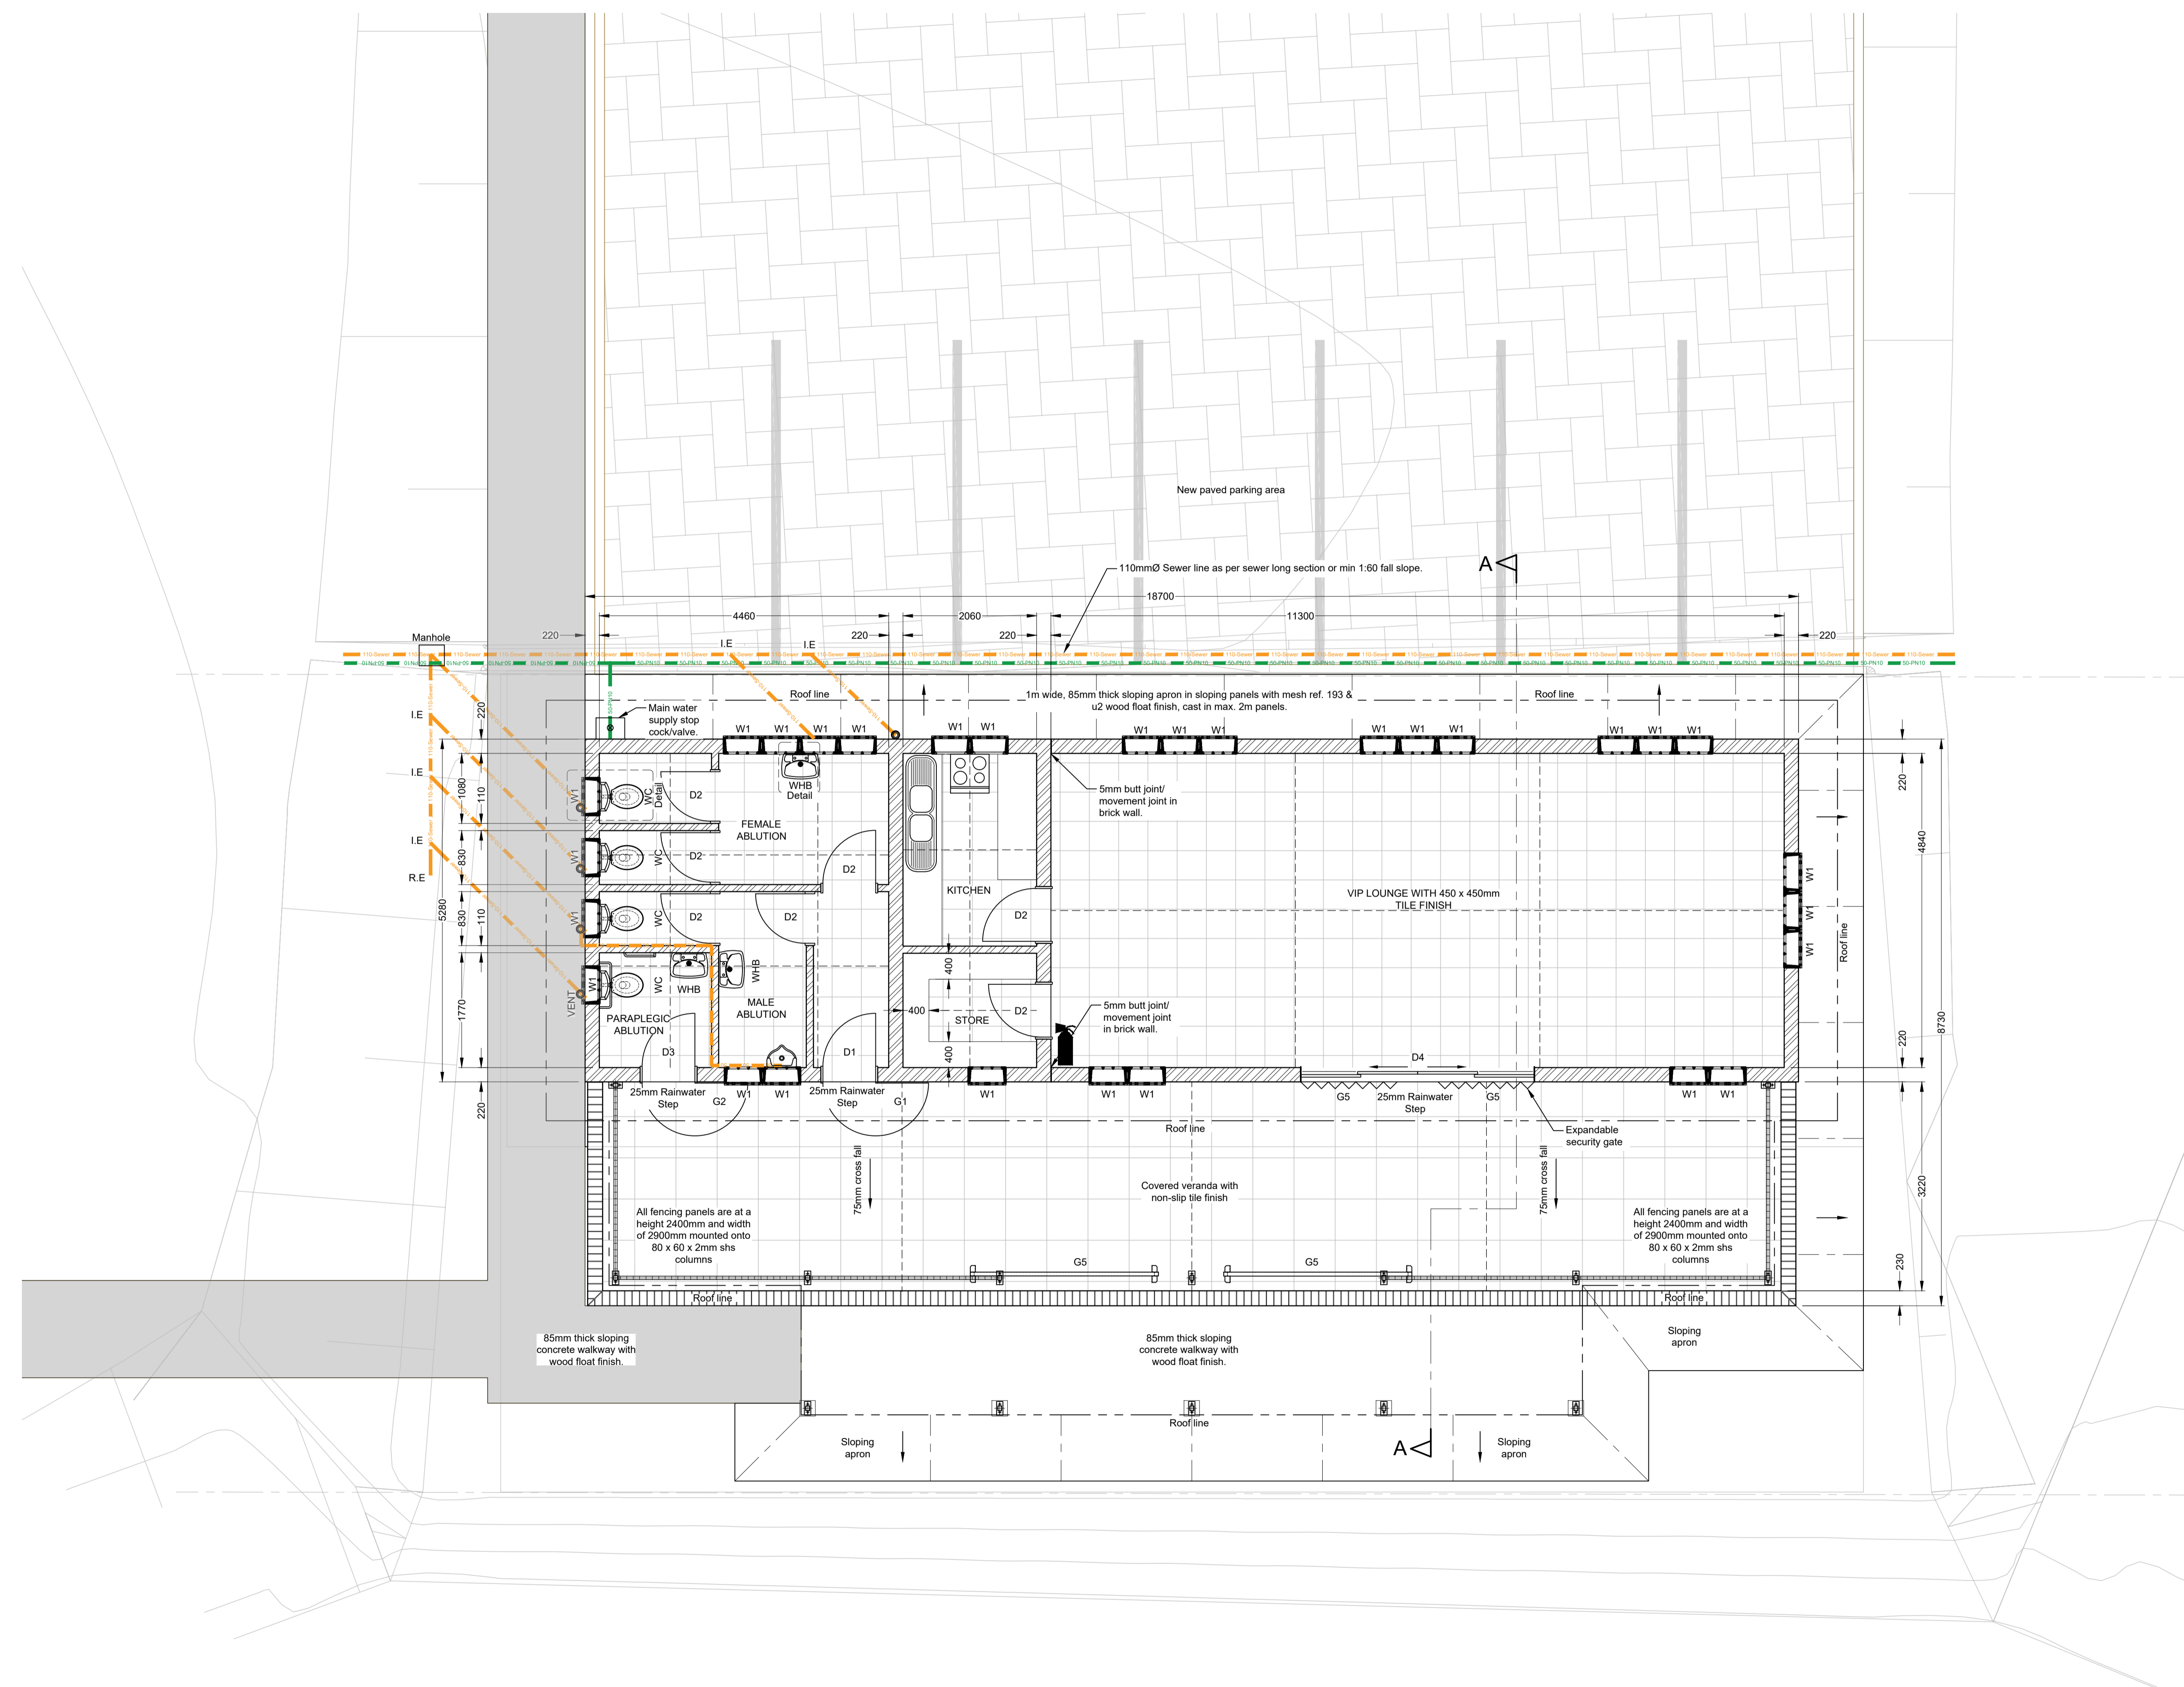 New paved parking area
A
110mmØ Sewer line as per sewer long section or min 1:60 fall slope.
18700
4460
2060
11300
220
220
220
220
Manhole
I.E
I.E
110-Sewer
50-PN10
Roof line
1m wide, 85mm thick sloping apron in sloping panels with mesh ref. 193 &
u2 wood float finish, cast in max. 2m panels.
Roof line
Main water
supply stop
cock/valve.
I.E
I.E
I.E
R.E
220
1080
110
830
5280
830
110
1770
220
W1 W1 W1 W1
W1 W1
W1 W1 W1
W1 W1 W1
W1 W1 W1
W1
WC
Detail
D2
WHB
Detail
FEMALE
ABLUTION
W1
WC
D2
D2
W1
WC
D2
D2
KITCHEN
D2
5mm butt joint/
movement joint in
brick wall.
VIP LOUNGE WITH 450 x 450mm
TILE FINISH
W1
W1
W1
Roof line
220
4840
220
8730
3220
230
VENT
W1
WC
WHB
WHB
PARAPLEGIC
ABLUTION
MALE
ABLUTION
D3
D1
400
400
STORE
D2
400
5mm butt joint/
movement joint
in brick wall.
D4
25mm Rainwater
Step
G2
W1
W1
25mm Rainwater
Step
G1
W1
W1 W1
G5
25mm Rainwater
Step
G5
W1 W1
Roof line
Expandable
security gate
75mm cross fall
75mm cross fall
Covered veranda with
non-slip tile finish
All fencing panels are at a
height 2400mm and width
of 2900mm mounted onto
80 x 60 x 2mm shs
columns
All fencing panels are at a
height 2400mm and width
of 2900mm mounted onto
80 x 60 x 2mm shs
columns
G5
G5
Roof line
Roof line
85mm thick sloping
concrete walkway with
wood float finish.
85mm thick sloping
concrete walkway with
wood float finish.
Sloping
apron
Roof line
Sloping
apron
A
Sloping
apron